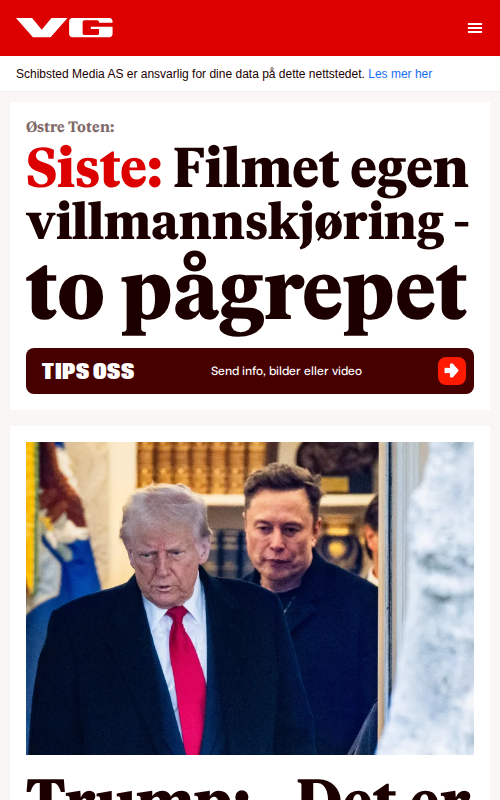 VG
Schibsted Media AS er ansvarlig for dine data på dette nettstedet. Les mer her
Østre Toten:
Siste: Filmet egen
villmannskjøring -
to pågrepet
TIPS OSS
Send info, bilder eller video
Trump: – Det er